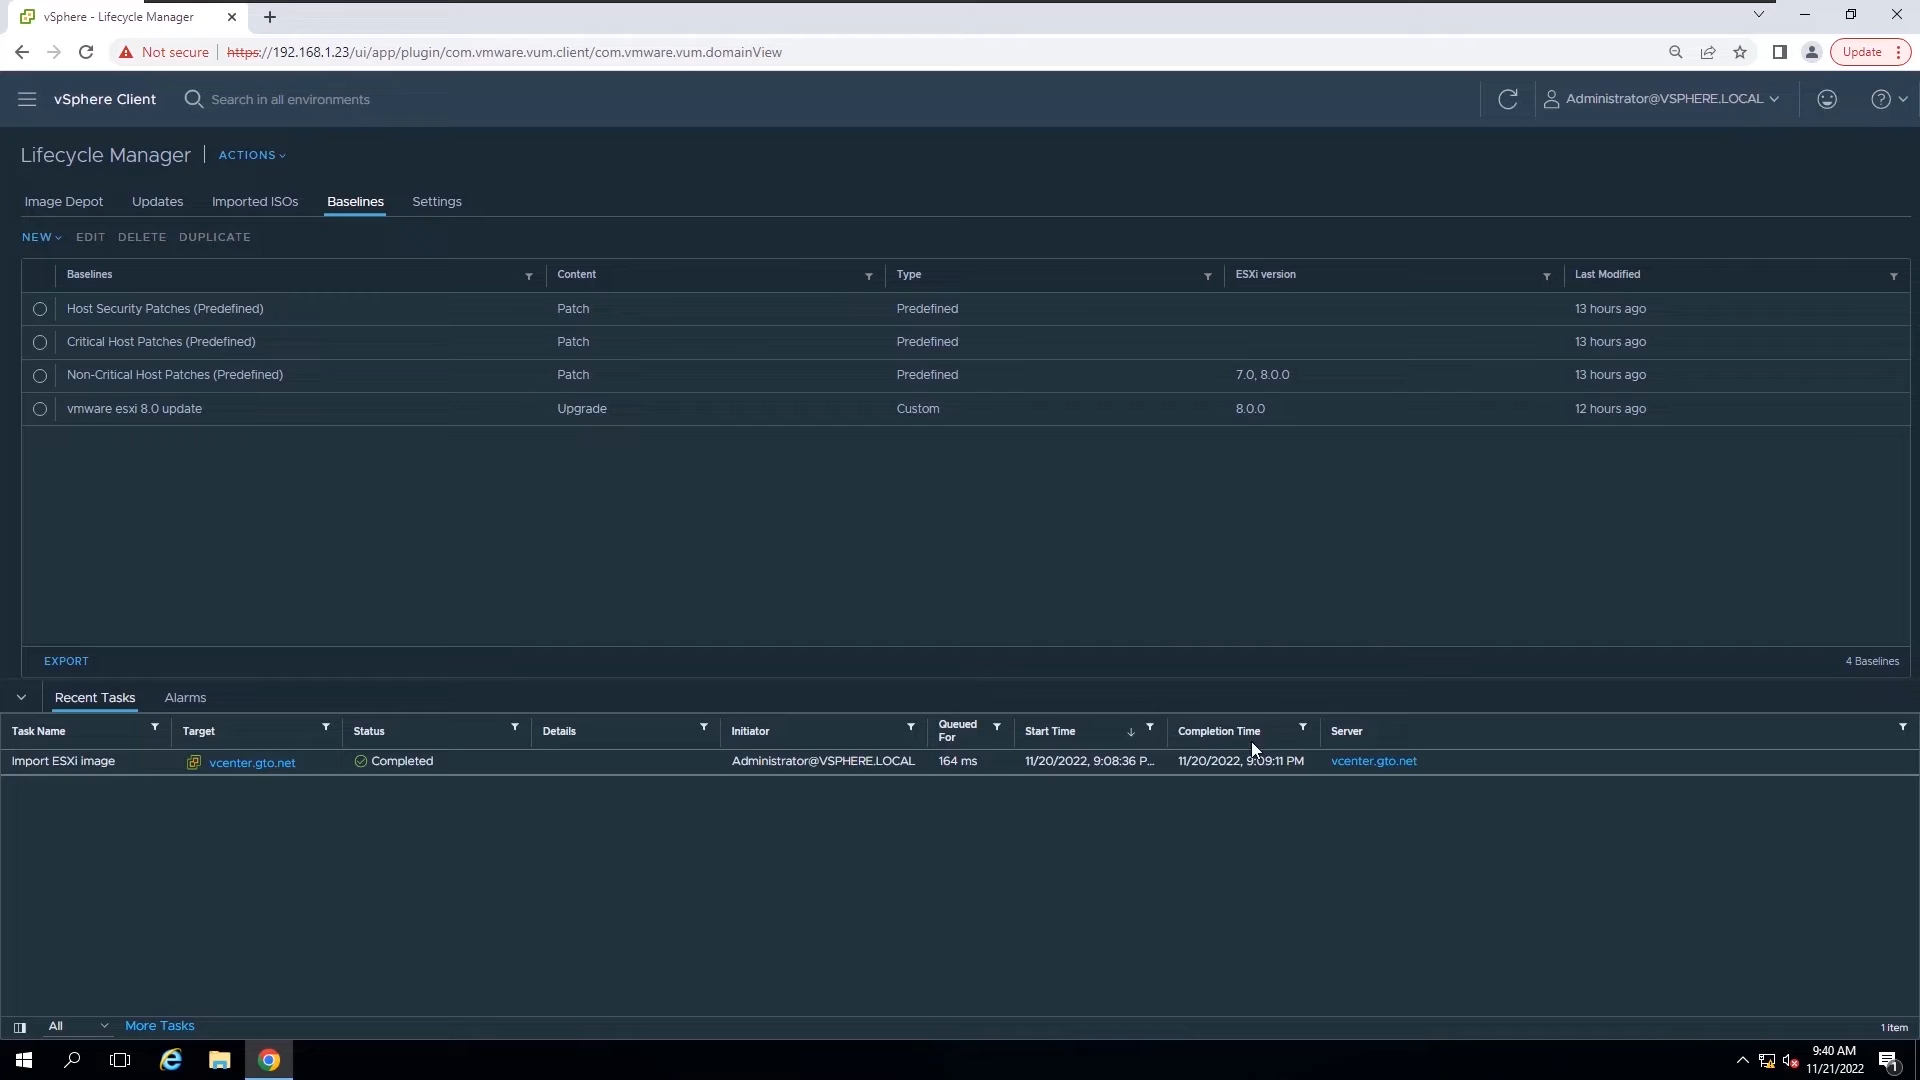 vSphere - Lifecycle Manager
Not secure https://192.168.1.23/ui/app/plugin/com.vmware.vum.client/com.vmware.vum.domainView Update
vSphere Client Search in all environments Administrator@VSPHERE.LOCAL
Lifecycle Manager ACTIONS
Image Depot Updates Imported ISOs Baselines Settings
NEW EDIT DELETE DUPLICATE
Baselines Content Type ESXi version Last Modified
Host Security Patches (Predefined) Patch Predefined 13 hours ago
Critical Host Patches (Predefined) Patch Predefined 13 hours ago
Non-Critical Host Patches (Predefined) Patch Predefined 7.0, 8.0.0 13 hours ago
vmware esxi 8.0 update Upgrade Custom 8.0.0 12 hours ago
EXPORT 4 Baselines
Recent Tasks Alarms
Task Name Target Status Details Initiator Queued For Start Time Completion Time Server
Import ESXi image vcenter.gto.net Completed Administrator@VSPHERE.LOCAL 164 ms 11/20/2022, 9:08:36 P... 11/20/2022, 9:09:11 PM vcenter.gto.net
All More Tasks 1 item
9:40 AM
11/21/2022
1